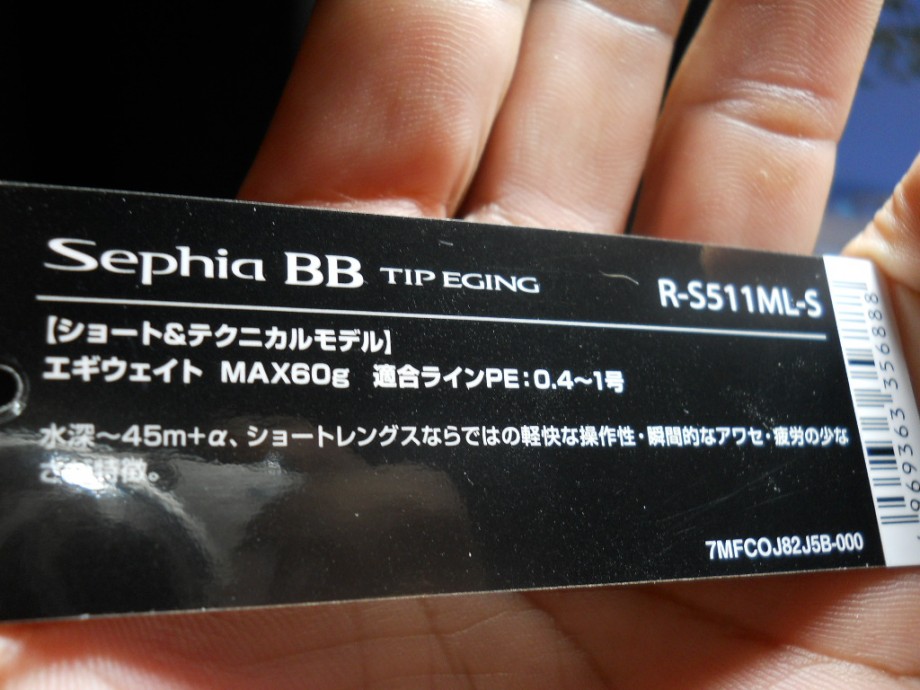 Sephia BB TIP EGING R-S511ML-S
【ショート&テクニカルモデル】
エギウェイト MAX60g 適合ラインPE:0.4~1号
水深~45m+α、ショートレングスならではの軽快な操作性・瞬間的なアワセ・疲労の少な
さが特徴。
7MFCOJ82J5B-000
969363 356888